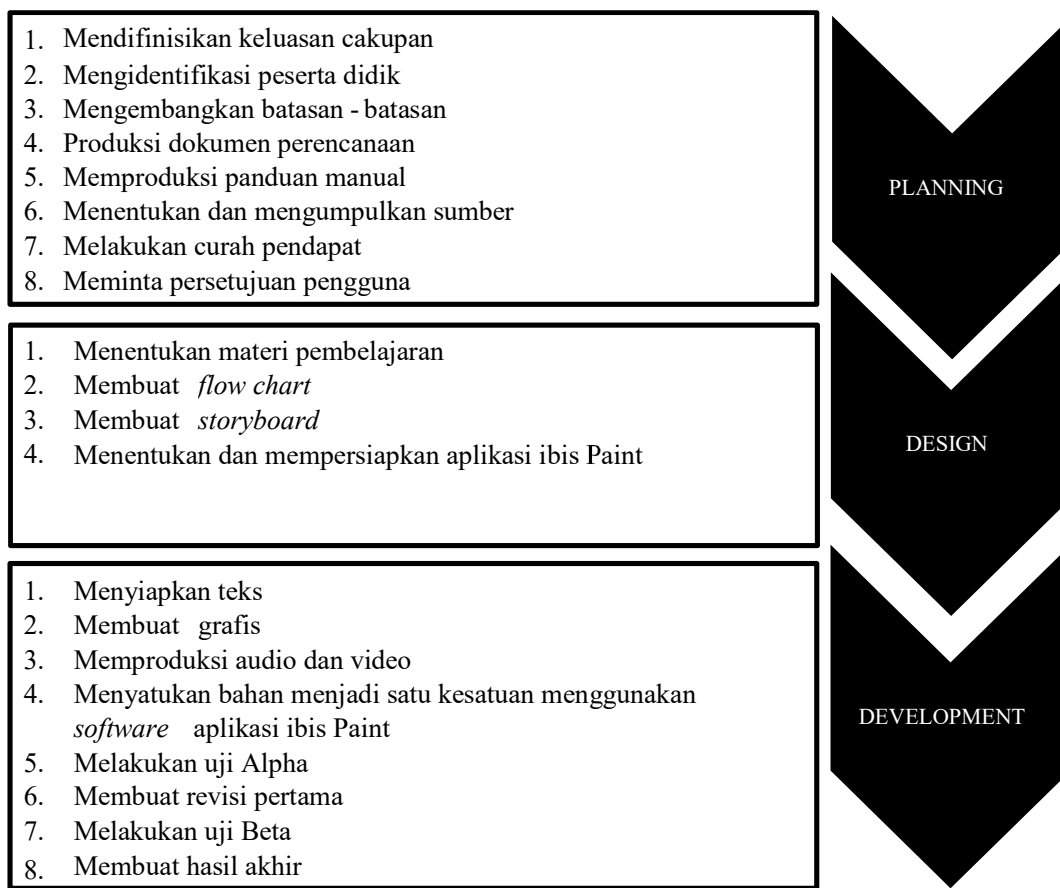 1. Mendifinisikan keluasan cakupan
2. Mengidentifikasi peserta didik
3. Mengembangkan batasan - batasan
4. Produksi dokumen perencanaan
5. Memproduksi panduan manual
6. Menentukan dan mengumpulkan sumber
7. Melakukan curah pendapat
8. Meminta persetujuan pengguna
PLANNING
1. Menentukan materi pembelajaran
2. Membuat flow chart
3. Membuat storyboard
4. Menentukan dan mempersiapkan aplikasi ibis Paint
DESIGN
1. Menyiapkan teks
2. Membuat grafis
3. Memproduksi audio dan video
4. Menyatukan bahan menjadi satu kesatuan menggunakan
software aplikasi ibis Paint
5. Melakukan uji Alpha
6. Membuat revisi pertama
7. Melakukan uji Beta
8. Membuat hasil akhir
DEVELOPMENT